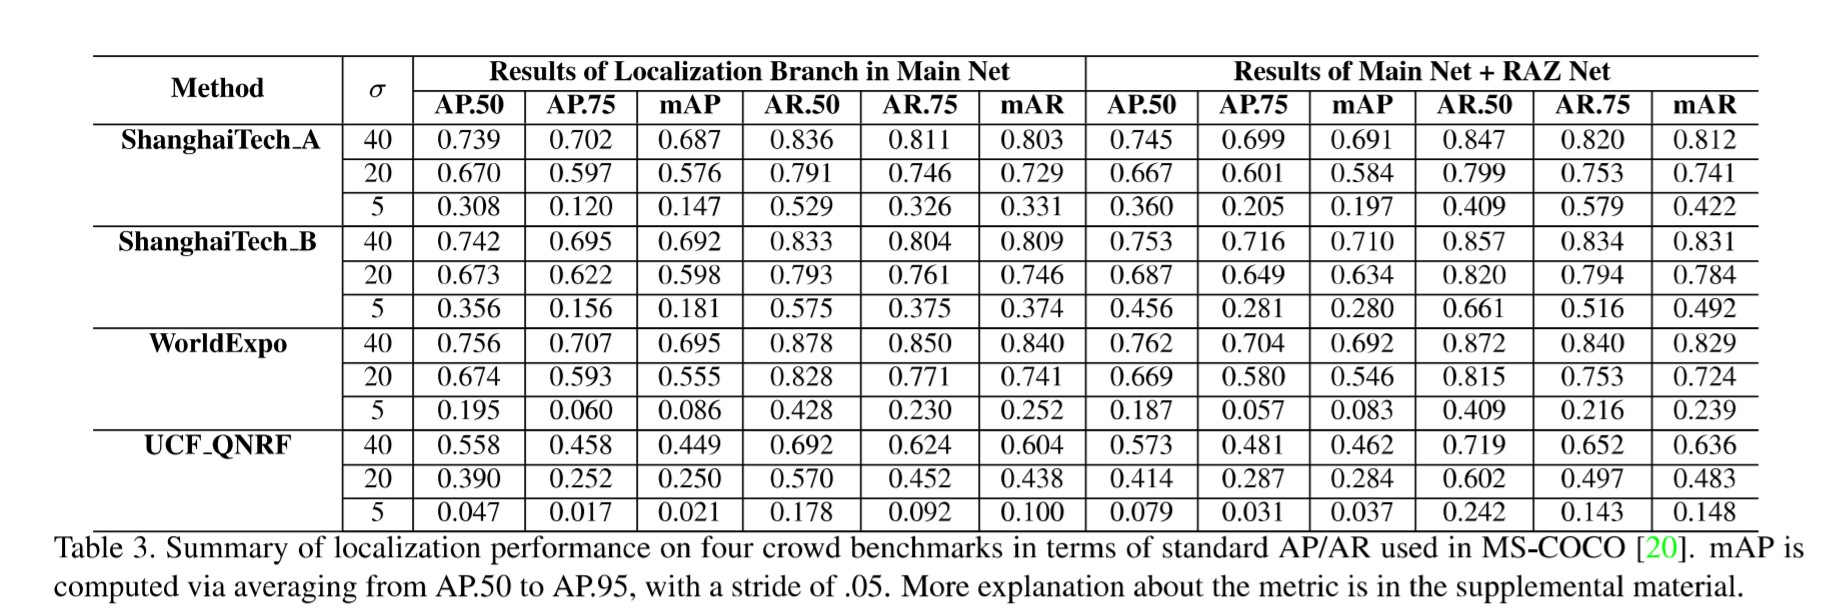 Method σ Results of Localization Branch in Main Net Results of Main Net + RAZ Net
AP.50 AP.75 mAP AR.50 AR.75 mAR AP.50 AP.75 mAP AR.50 AR.75 mAR
ShanghaiTech_A 40 0.739 0.702 0.687 0.836 0.811 0.803 0.745 0.699 0.691 0.847 0.820 0.812
20 0.670 0.597 0.576 0.791 0.746 0.729 0.667 0.601 0.584 0.799 0.753 0.741
5 0.308 0.120 0.147 0.529 0.326 0.331 0.360 0.205 0.197 0.409 0.579 0.422
ShanghaiTech_B 40 0.742 0.695 0.692 0.833 0.804 0.809 0.753 0.716 0.710 0.857 0.834 0.831
20 0.673 0.622 0.598 0.793 0.761 0.746 0.687 0.649 0.634 0.820 0.794 0.784
5 0.356 0.156 0.181 0.575 0.375 0.374 0.456 0.281 0.280 0.661 0.516 0.492
WorldExpo 40 0.756 0.707 0.695 0.878 0.850 0.840 0.762 0.704 0.692 0.872 0.840 0.829
20 0.674 0.593 0.555 0.828 0.771 0.741 0.669 0.580 0.546 0.815 0.753 0.724
5 0.195 0.060 0.086 0.428 0.230 0.252 0.187 0.057 0.083 0.409 0.216 0.239
UCF_QNRF 40 0.558 0.458 0.449 0.692 0.624 0.604 0.573 0.481 0.462 0.719 0.652 0.636
20 0.390 0.252 0.250 0.570 0.452 0.438 0.414 0.287 0.284 0.602 0.497 0.483
5 0.047 0.017 0.021 0.178 0.092 0.100 0.079 0.031 0.037 0.242 0.143 0.148
Table 3. Summary of localization performance on four crowd benchmarks in terms of standard AP/AR used in MS-COCO [20]. mAP is
computed via averaging from AP.50 to AP.95, with a stride of .05. More explanation about the metric is in the supplemental material.